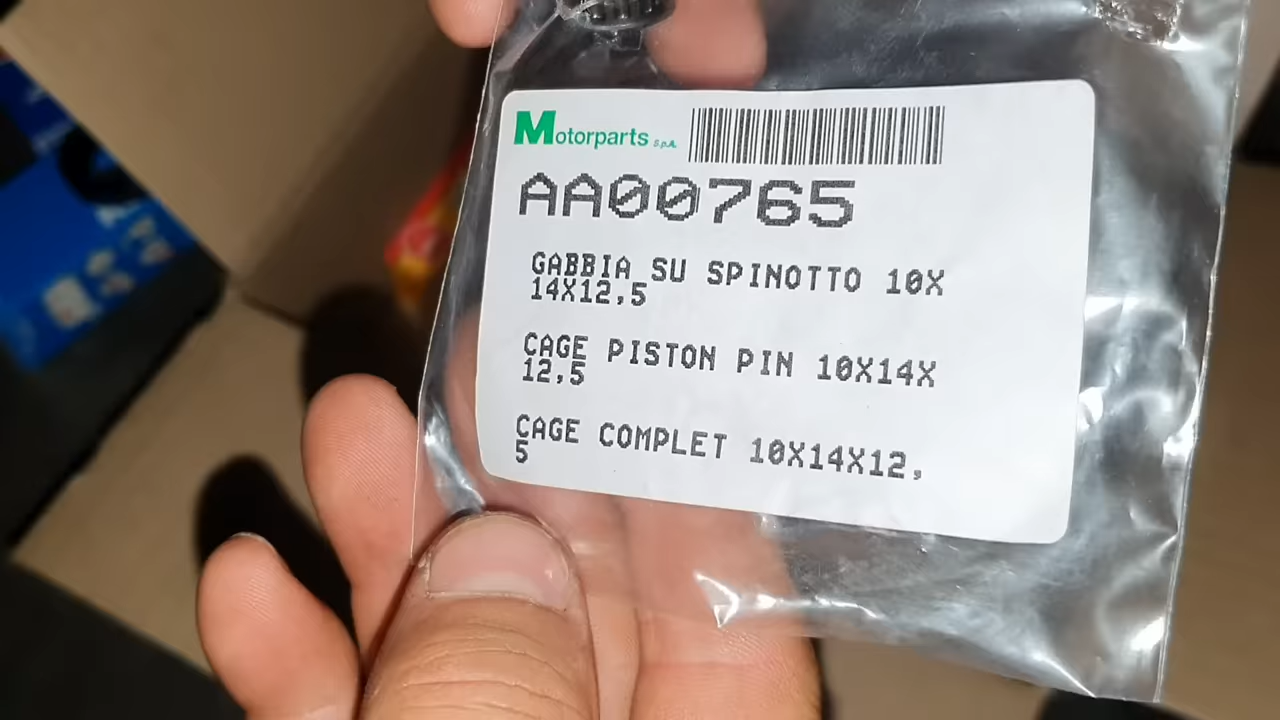 Motorparts S.p.A.
AA00765
GABBIA SU SPINOTTO 10X
14X12,5
CAGE PISTON PIN 10X14X
12,5
CAGE COMPLET 10X14X12,
5